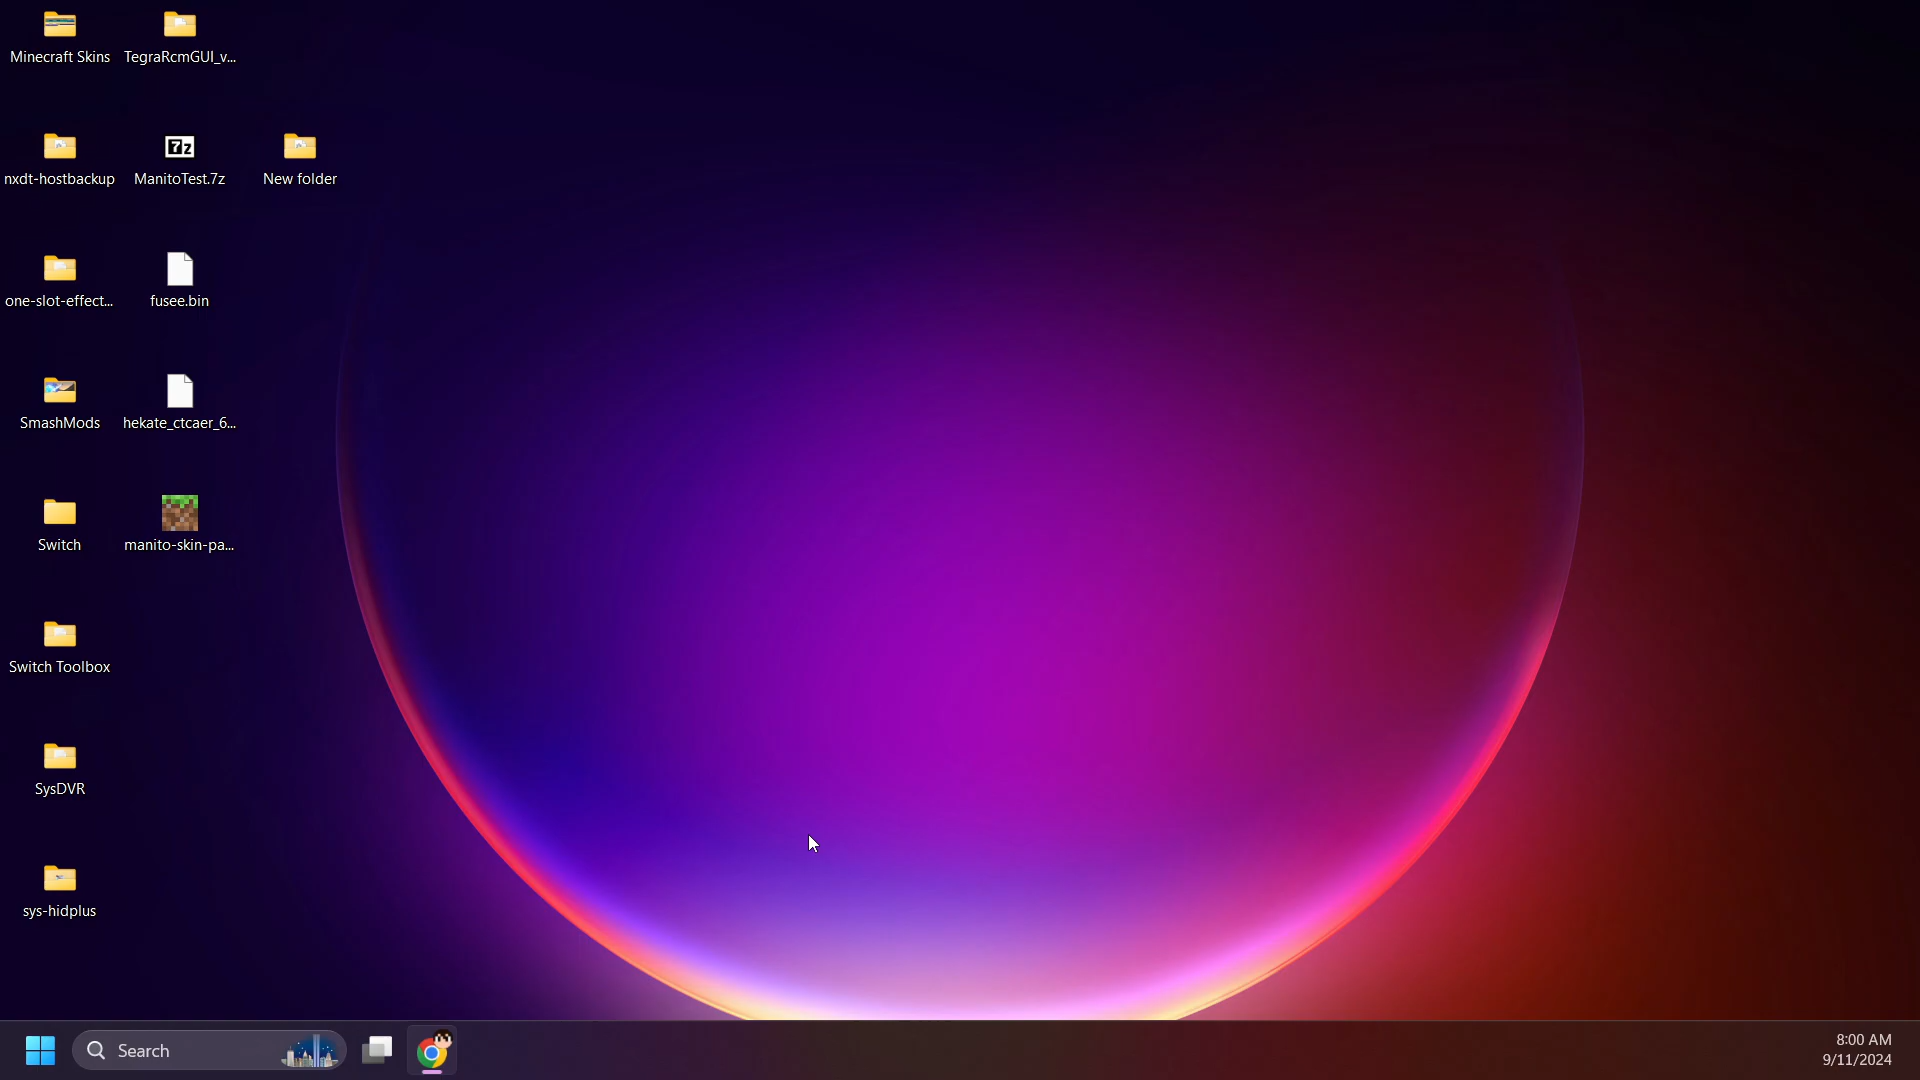 Minecraft Skins
TegraRcmGUI_v...
nxdt-hostbackup
7z
ManitoTest.7z
New folder
one-slot-effect...
fusee.bin
SmashMods
hekate_ctcaer_6...
Switch
manito-skin-pa...
Switch Toolbox
SysDVR
sys-hidplus
Search
8:00 AM
9/11/2024